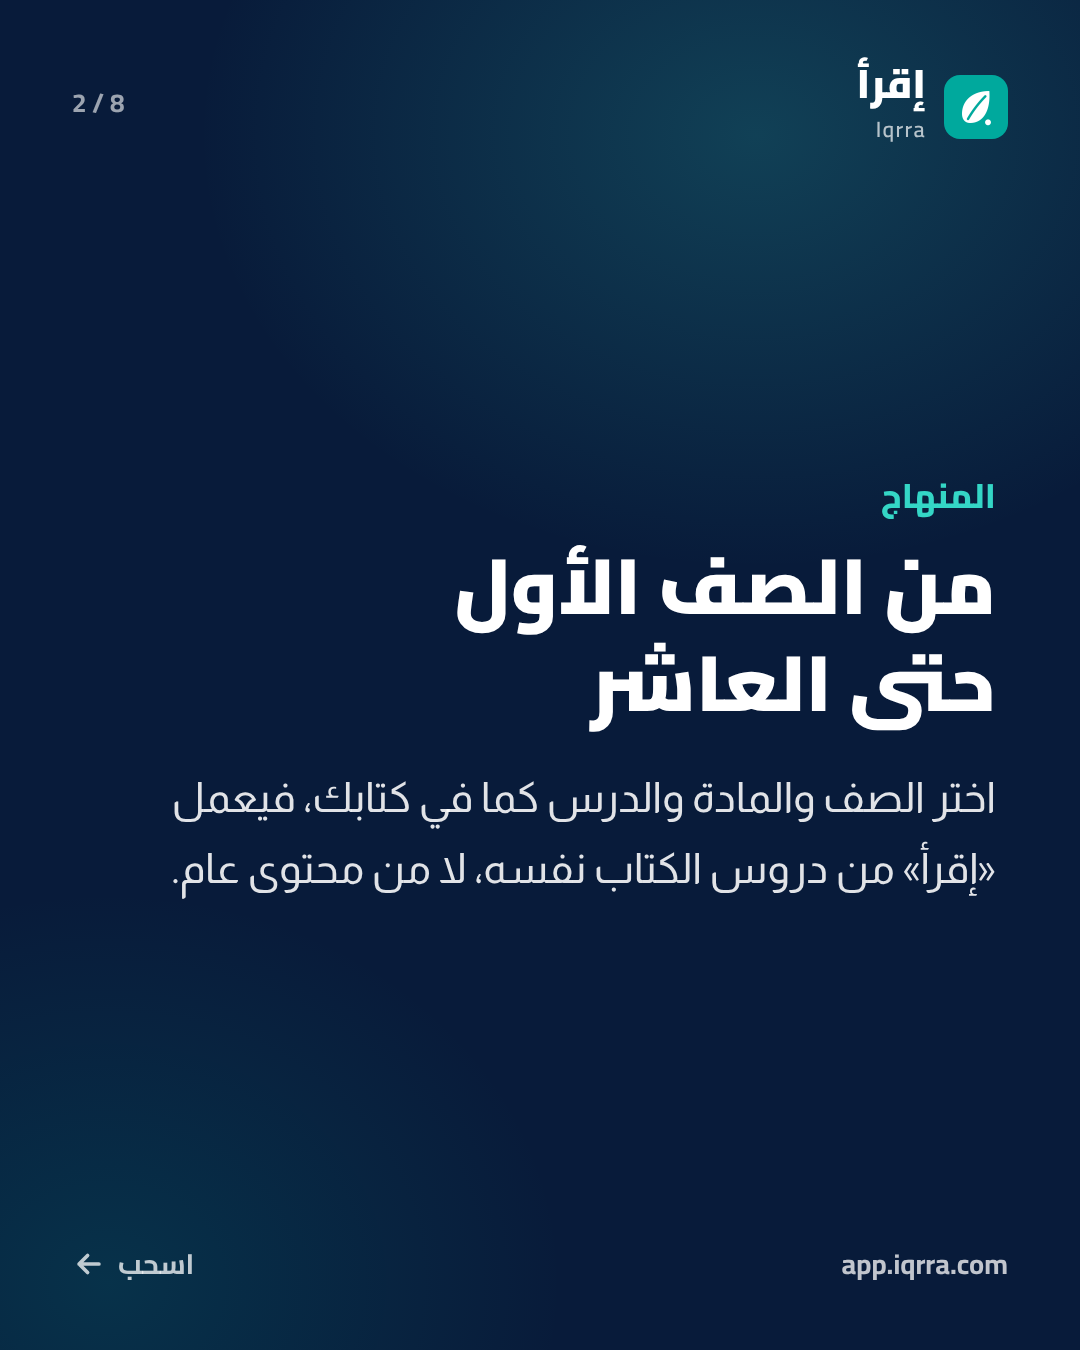 إقرأ
Iqrra
2 / 8
المنهاج
من الصف الأول
حتى العاشر
اختر الصف والمادة والدرس كما في كتابك، فيعمل
«إقرأ» من دروس الكتاب نفسه، لا من محتوى عام.
app.iqrra.com
اسحب ←